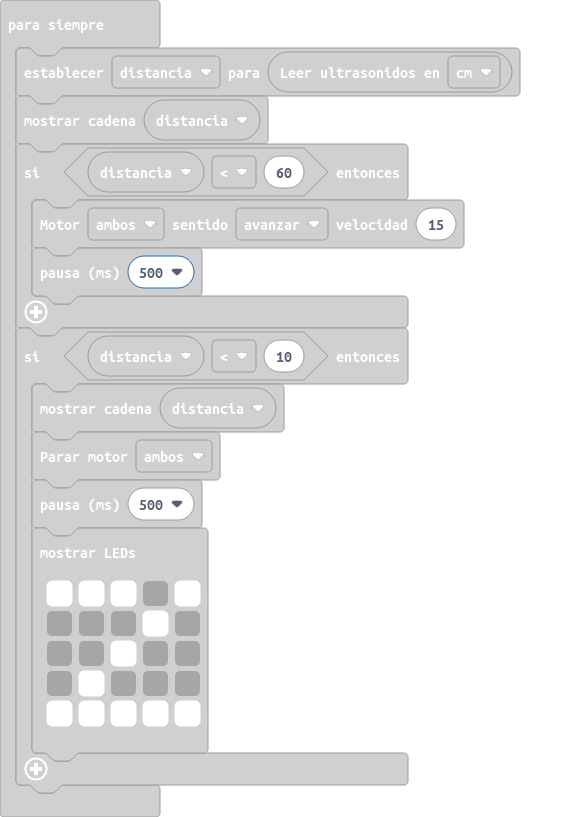 para siempre
establecer distancia para Leer ultrasonidos en cm
mostrar cadena distancia
si distancia < 60 entonces
Motor ambos sentido avanzar velocidad 15
pausa (ms) 500
si distancia < 10 entonces
mostrar cadena distancia
Parar motor ambos
pausa (ms) 500
mostrar LEDs